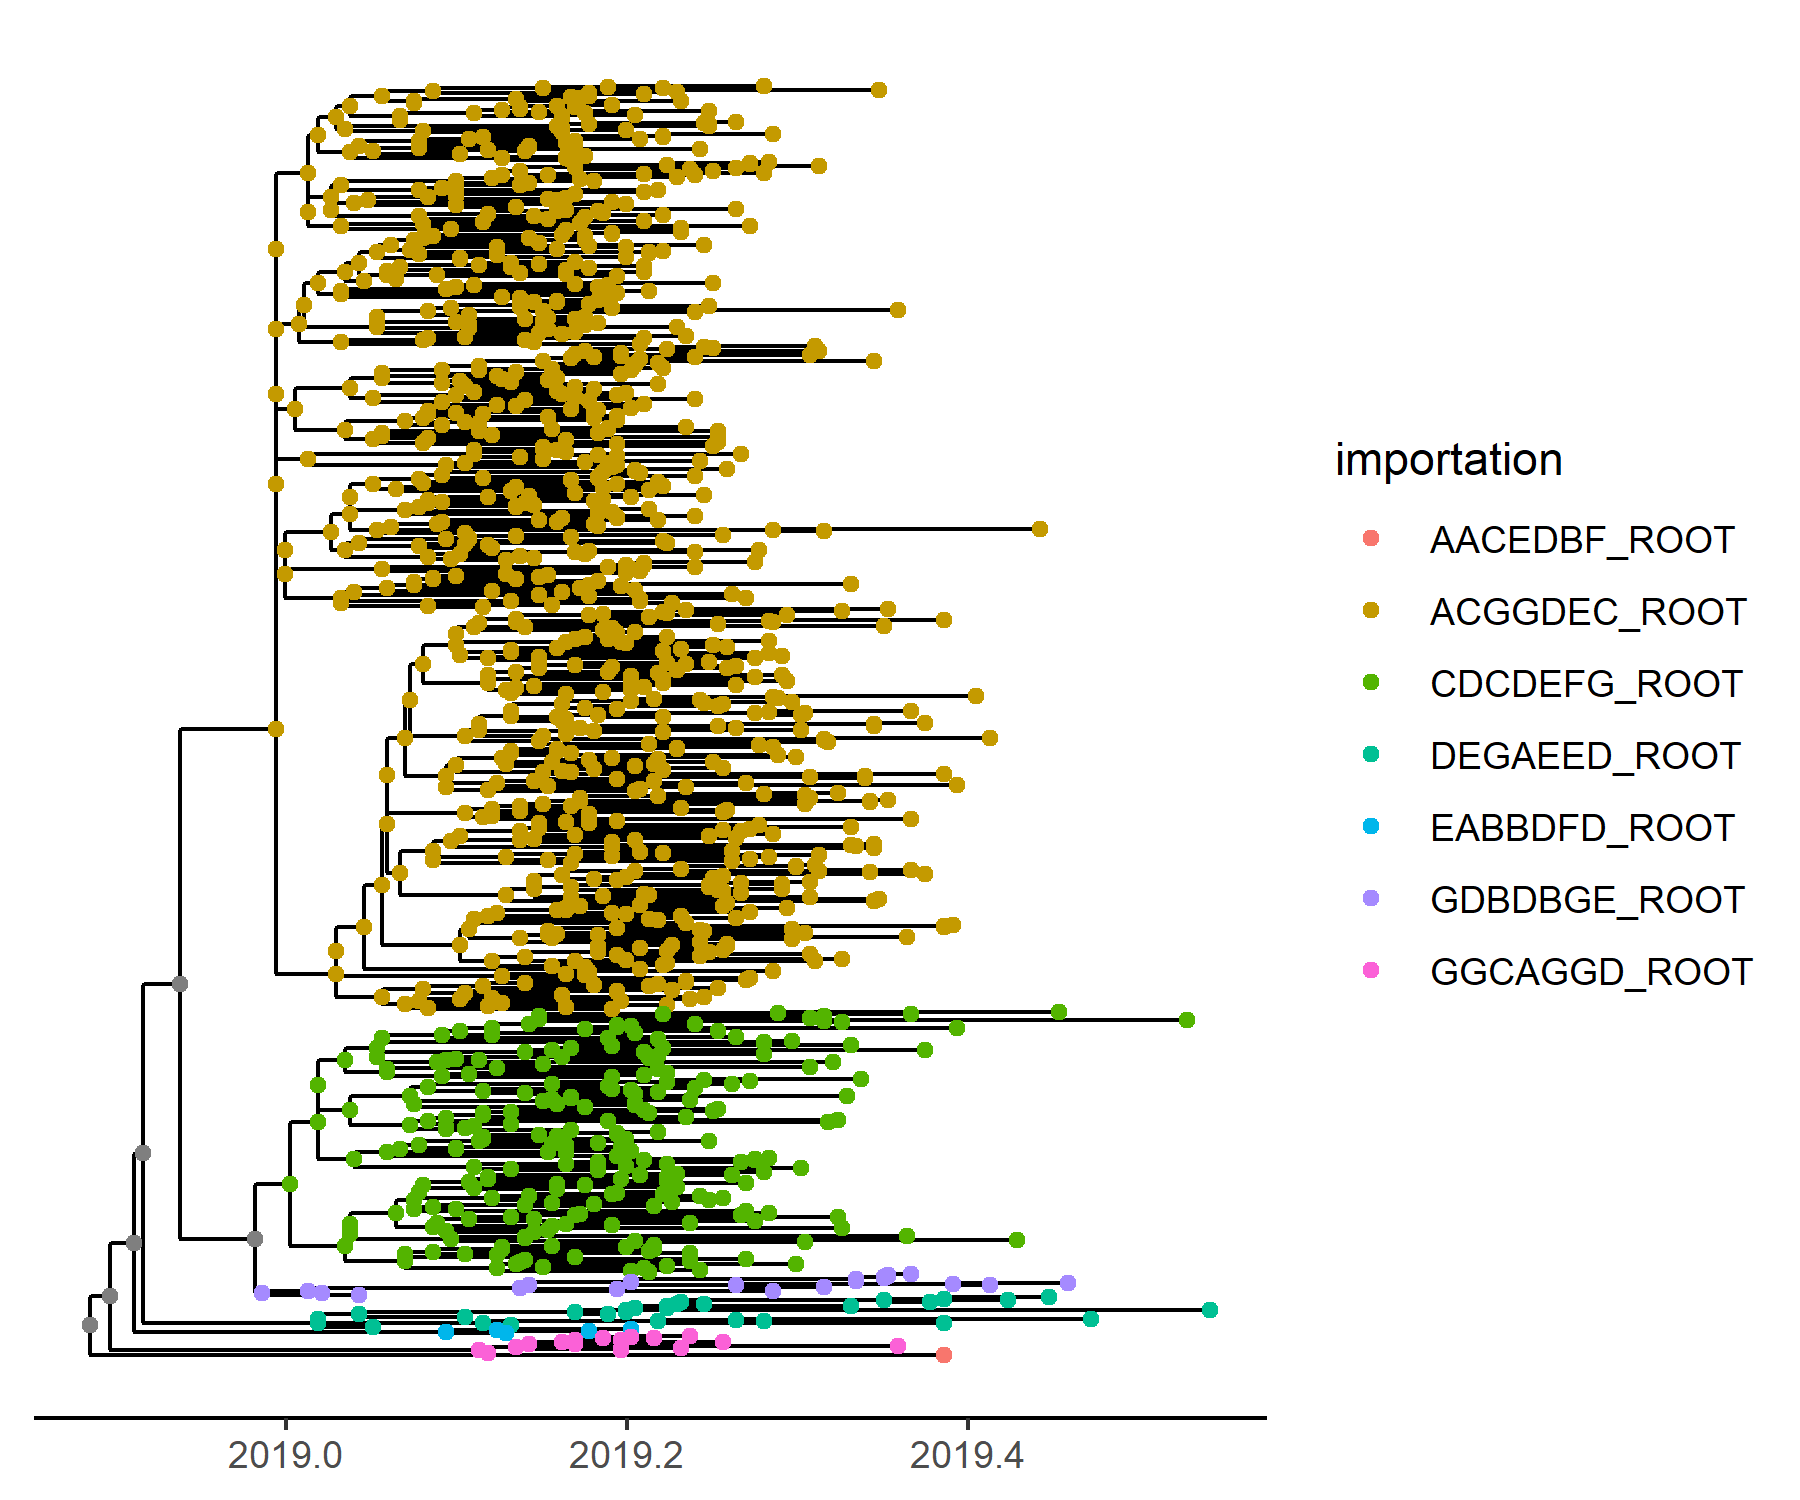 importation
AACEDBF_ROOT
ACGGDEC_ROOT
CDCDEFG_ROOT
DEGAEED_ROOT
EABBDFD_ROOT
GDBDBGE_ROOT
GGCAGGD_ROOT
2019.0 2019.2 2019.4